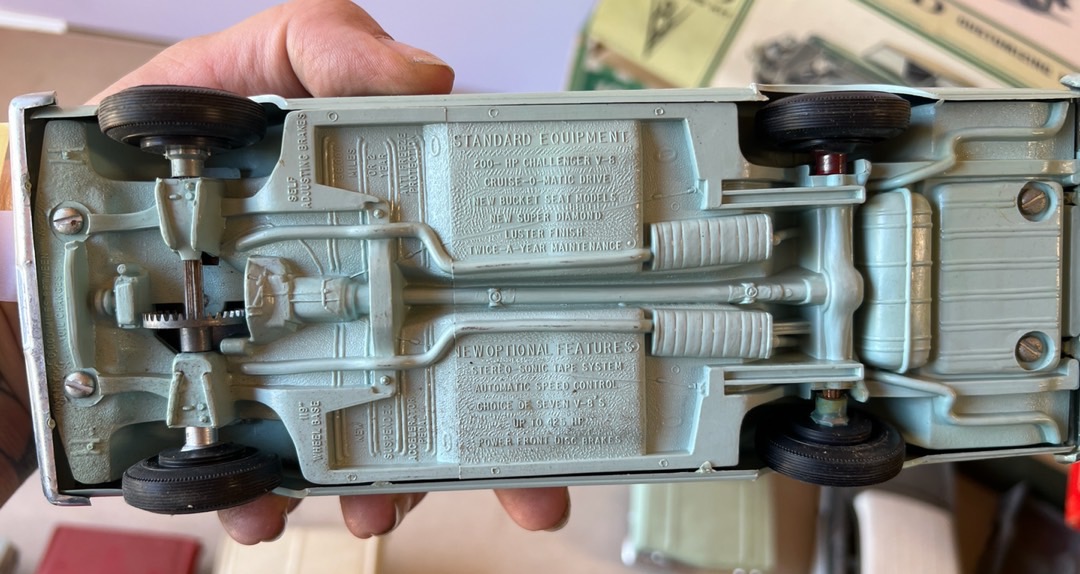 STANDARD EQUIPMENT
200- HP CHALLENGER V-8
CRUISE-O-MATIC DRIVE
NEW BUCKET SEAT MODELS
NEW SUPER DIAMOND
LUSTER FINISH
TWICE-A-YEAR MAINTENANCE
SELF
ADJUSTING BRAKES
NEW OPTIONAL FEATURES
STEREO-SONIC TAPE SYSTEM
AUTOMATIC SPEED CONTROL
CHOICE OF SEVEN V-8'S
UP TO 425 HP
POWER FRONT DISC BRAKES
119"
WHEEL BASE
NEW
CUSTOMIZING